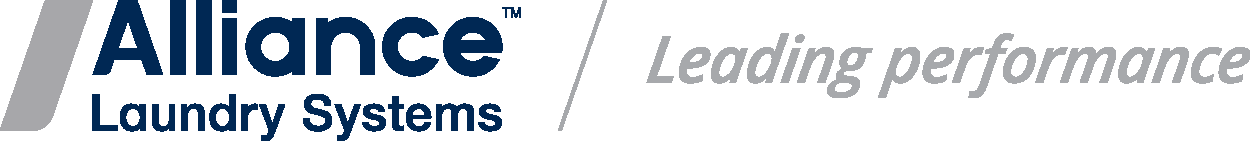 Alliance™
Laundry Systems
Leading performance